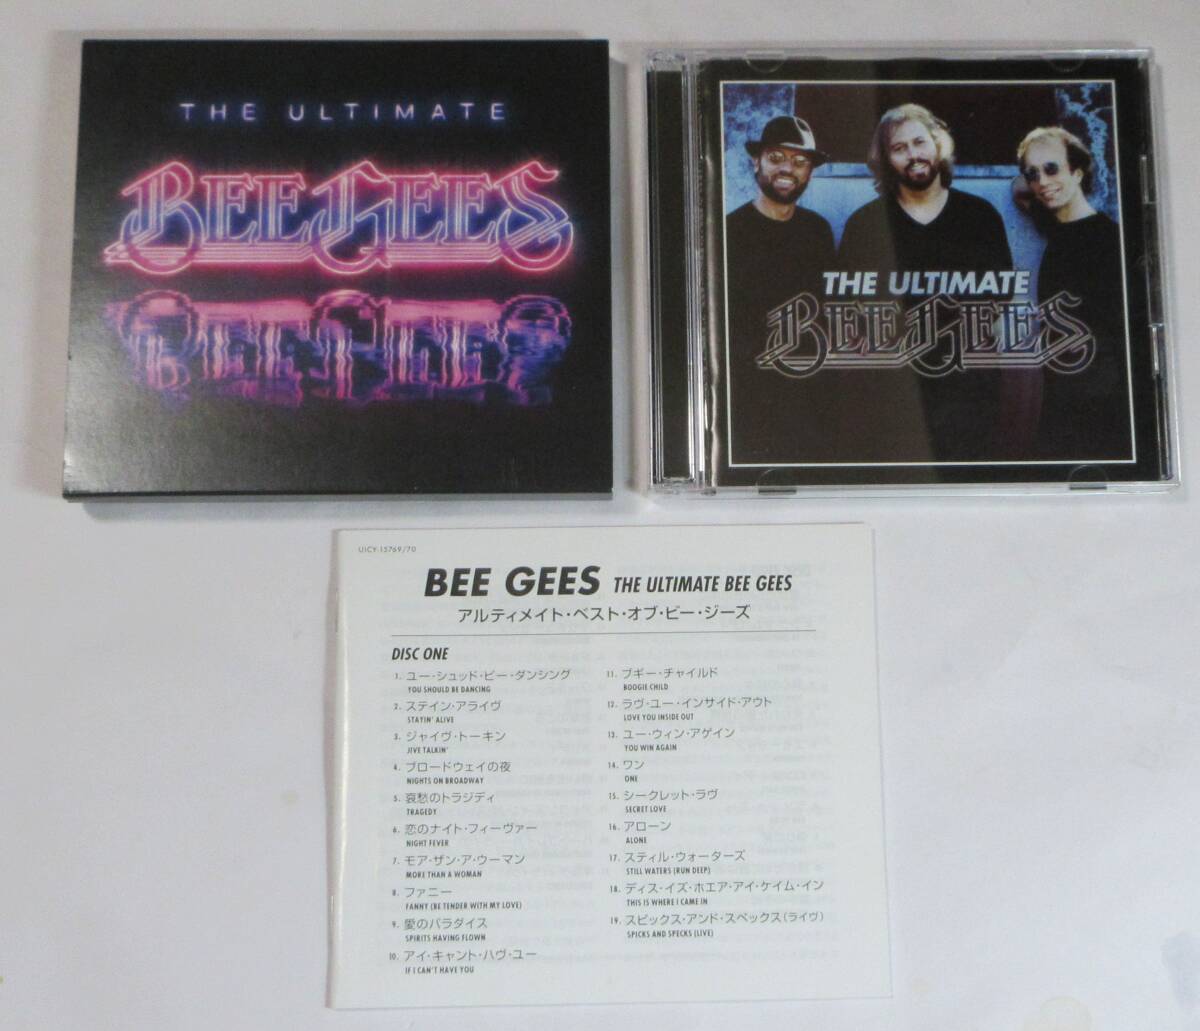 THE ULTIMATE
BEE GEES
THE ULTIMATE
BEE GEES
UICY-15769/70
BEE GEES THE ULTIMATE BEE GEES
アルティメイト・ベスト・オブ・ビー・ジーズ
DISC ONE
1. ユー・シュッド・ビー・ダンシング
YOU SHOULD BE DANCING
2. ステイン・アライヴ
STAYIN' ALIVE
3. ジャイヴ・トーキン
JIVE TALKIN'
4. ブロードウェイの夜
NIGHTS ON BROADWAY
5. 哀愁のトラジディ
TRAGEDY
6. 恋のナイト・フィーヴァー
NIGHT FEVER
7. モア・ザン・ア・ウーマン
MORE THAN A WOMAN
8. ファニー
FANNY (BE TENDER WITH MY LOVE)
9. 愛のパラダイス
SPIRITS HAVING FLOWN
10. アイ・キャント・ハヴ・ユー
IF I CAN'T HAVE YOU
11. ブギー・チャイルド
BOOGIE CHILD
12. ラヴ・ユー・インサイド・アウト
LOVE YOU INSIDE OUT
13. ユー・ウィン・アゲイン
YOU WIN AGAIN
14. ワン
ONE
15. シークレット・ラヴ
SECRET LOVE
16. アローン
ALONE
17. スティル・ウォーターズ
STILL WATERS (RUN DEEP)
18. ディス・イズ・ホエア・アイ・ケイム・イン
THIS IS WHERE I CAME IN
19. スピックス・アンド・スペックス(ライヴ)
SPICKS AND SPECKS (LIVE)